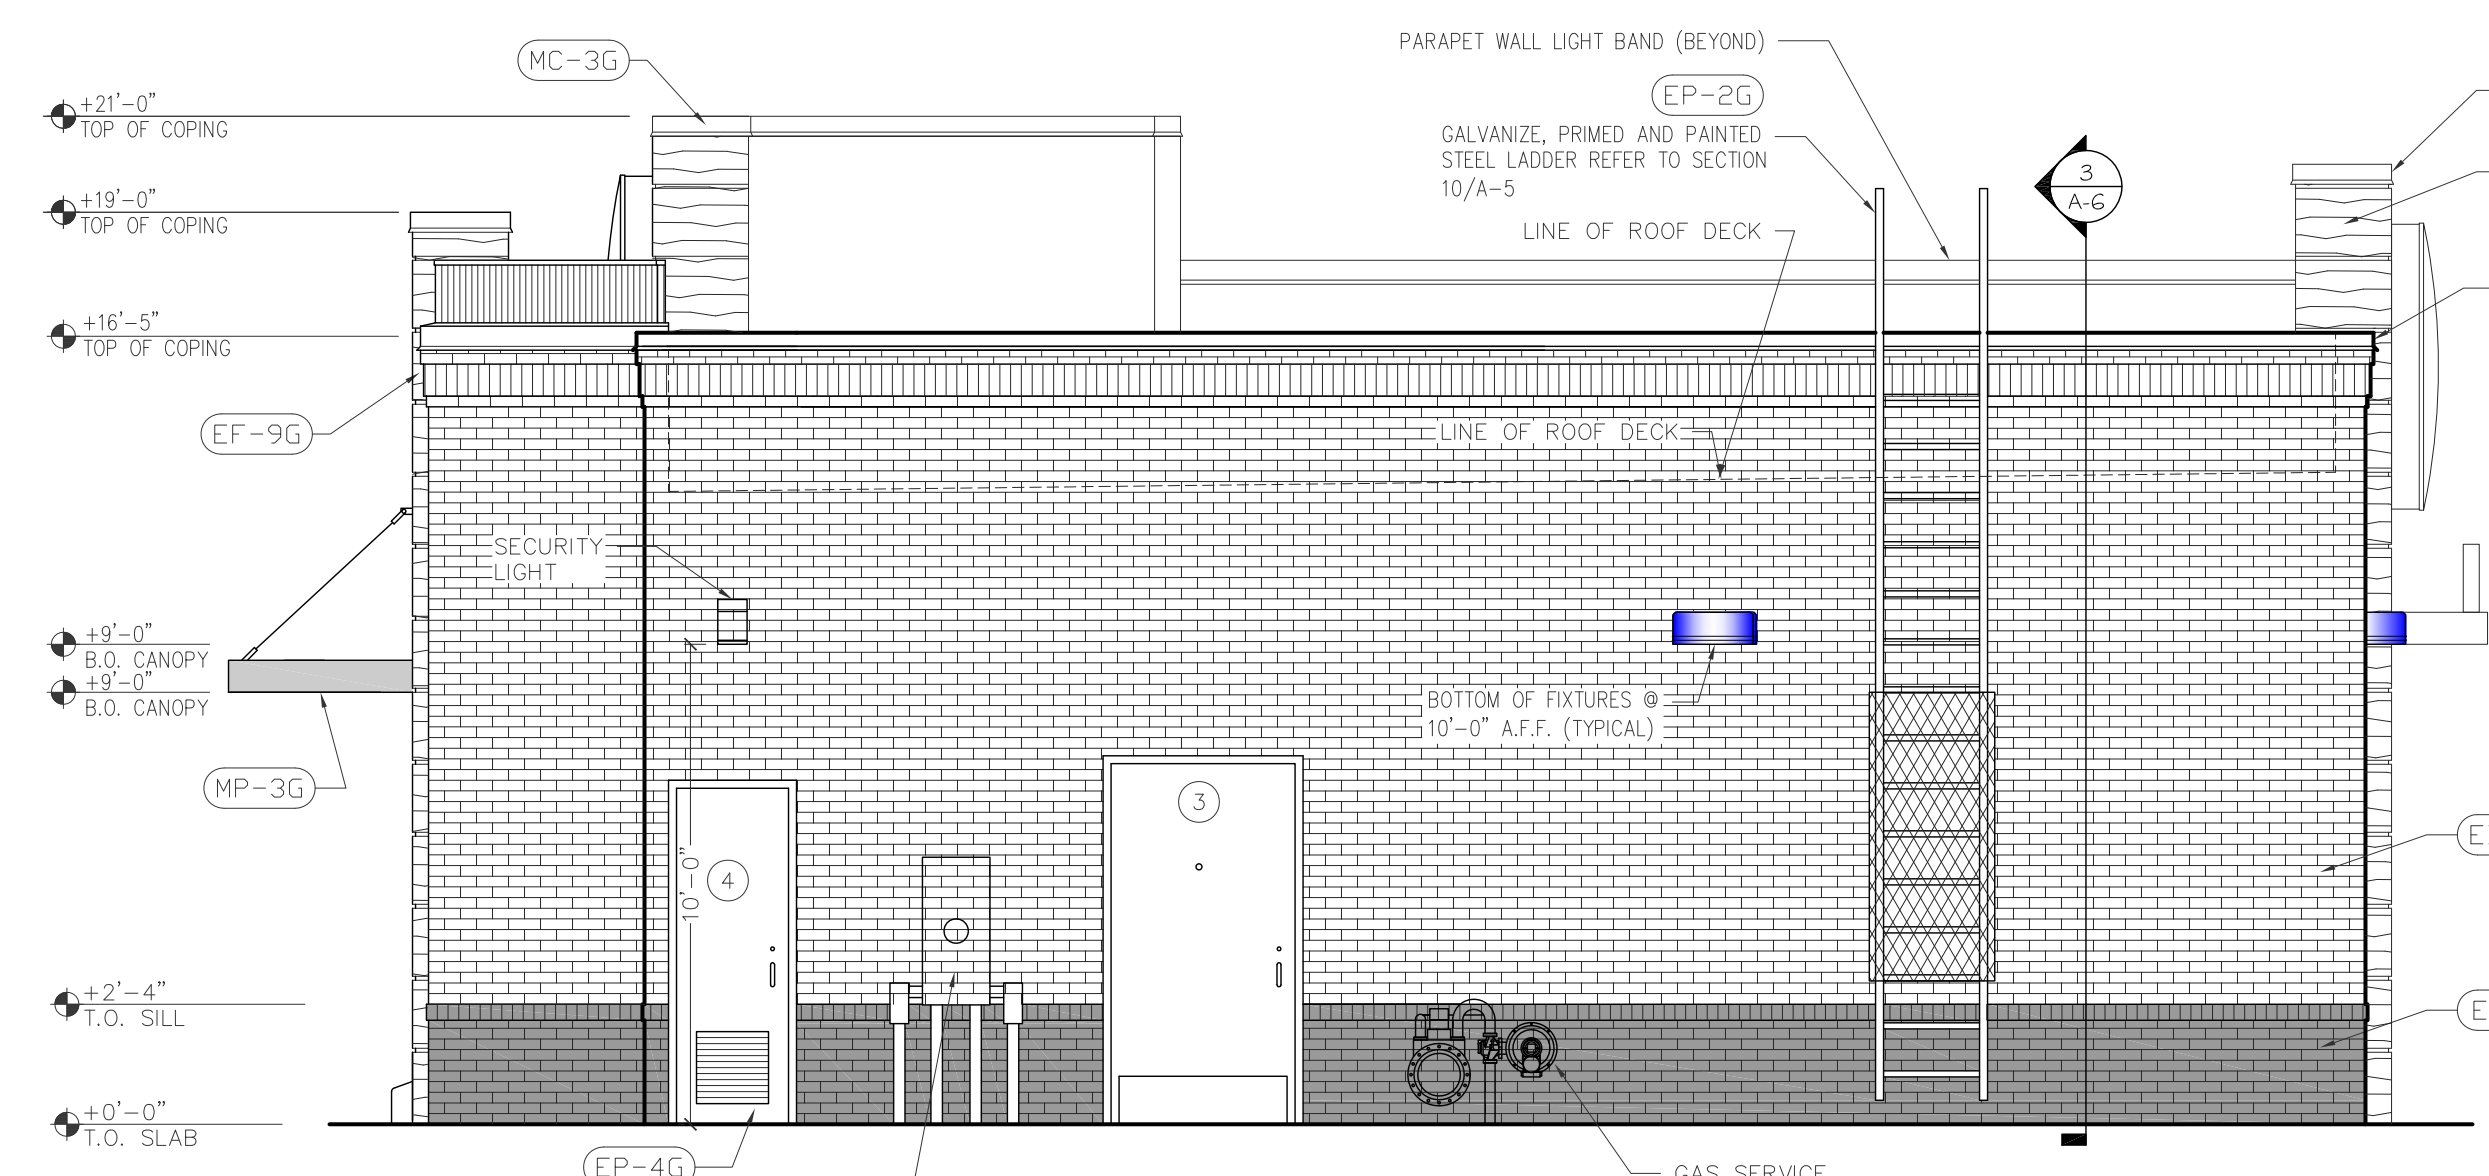 MC-3G
PARAPET WALL LIGHT BAND (BEYOND)
EP-2G
+21'-0"
TOP OF COPING
GALVANIZE, PRIMED AND PAINTED
STEEL LADDER REFER TO SECTION
10/A-5
3
A-6
+19'-0"
TOP OF COPING
LINE OF ROOF DECK
+16'-5"
TOP OF COPING
EF-9G
LINE OF ROOF DECK
SECURITY
LIGHT
+9'-0"
B.O. CANOPY
+9'-0"
B.O. CANOPY
BOTTOM OF FIXTURES @
10'-0" A.F.F. (TYPICAL)
MP-3G
3
4
10'-0"
+2'-4"
T.O. SILL
+0'-0"
T.O. SLAB
EP-4G
GAS SERVICE